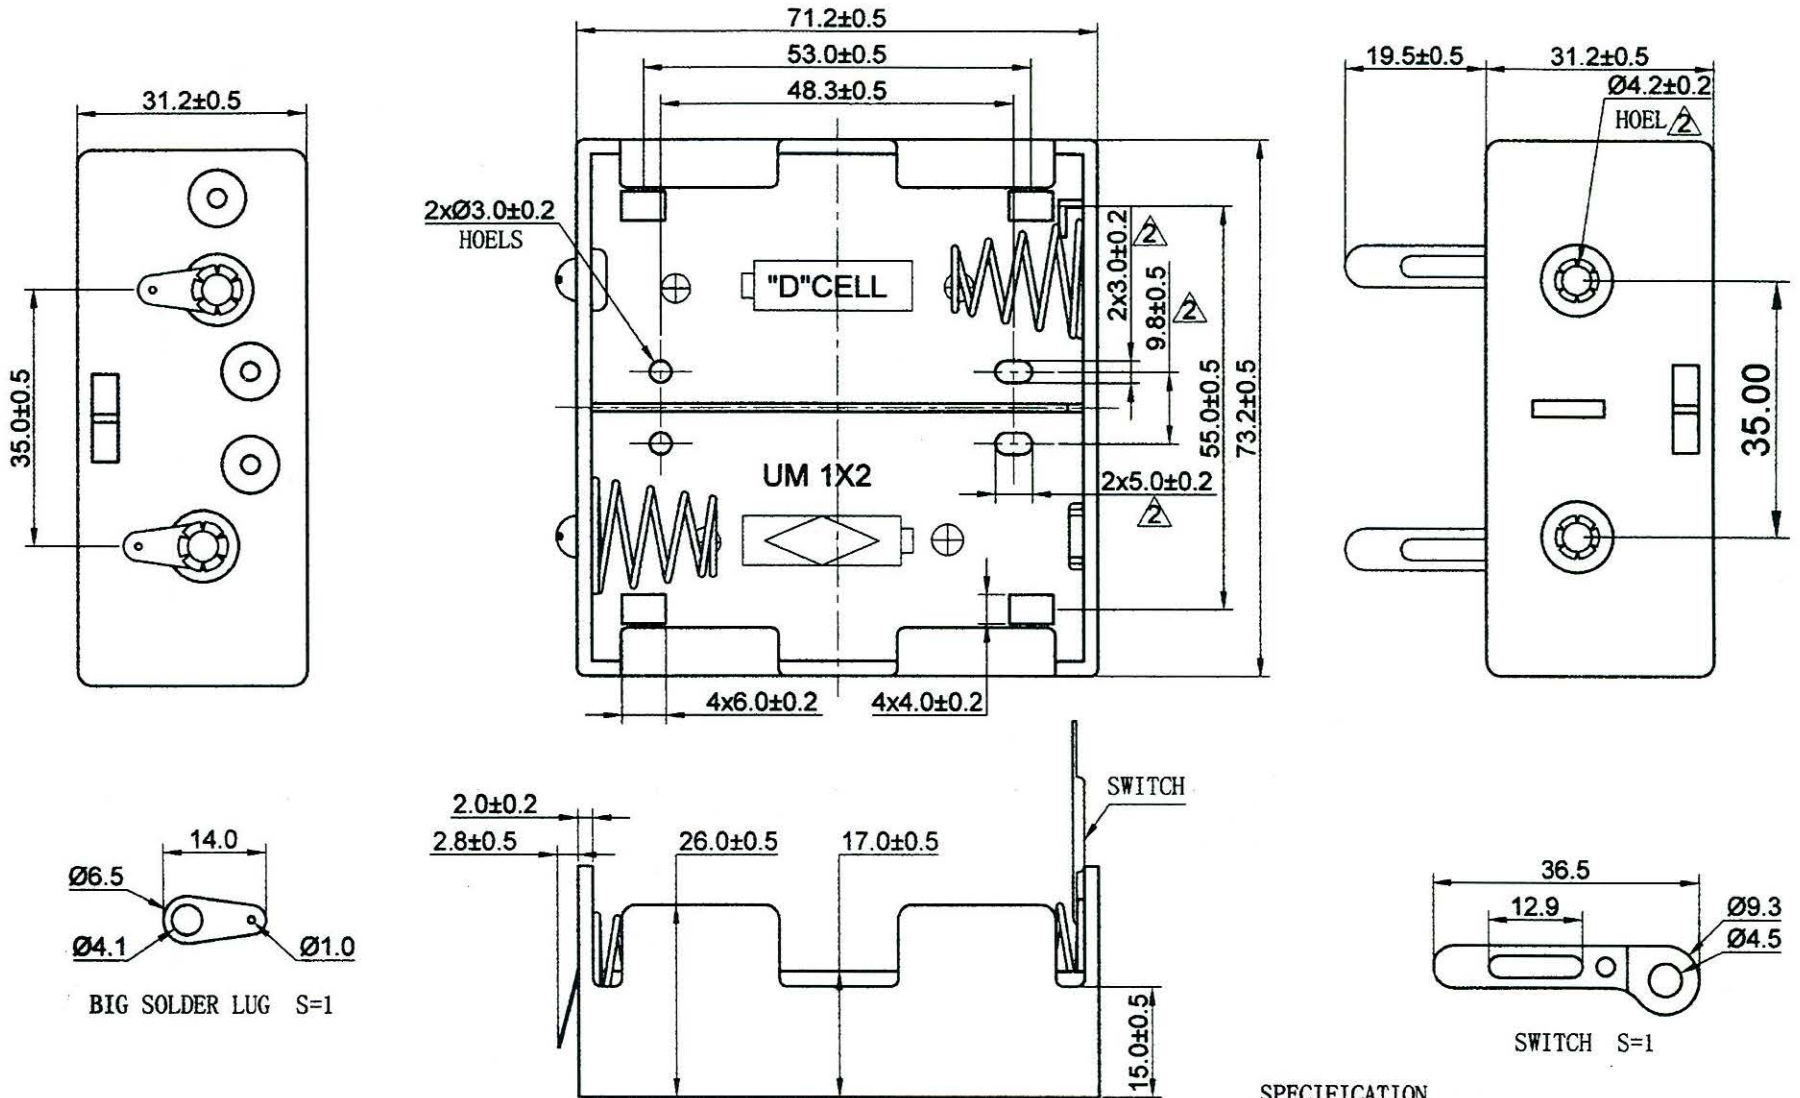 71.2±0.5
53.0±0.5
48.3±0.5
19.5±0.5
31.2±0.5
Ø4.2±0.2
HOEL 2
31.2±0.5
2xØ3.0±0.2
HOELS
"D"CELL
2x3.0±0.2
2
9.8±0.5
2
55.0±0.5
73.2±0.5
35.0±0.5
35.00
UM 1X2
2x5.0±0.2
2
4x6.0±0.2
4x4.0±0.2
SWITCH
2.0±0.2
2.8±0.5
26.0±0.5
17.0±0.5
15.0±0.5
14.0
Ø6.5
Ø4.1
Ø1.0
BIG SOLDER LUG S=1
36.5
12.9
Ø9.3
Ø4.5
SWITCH S=1
SPECIFICATION